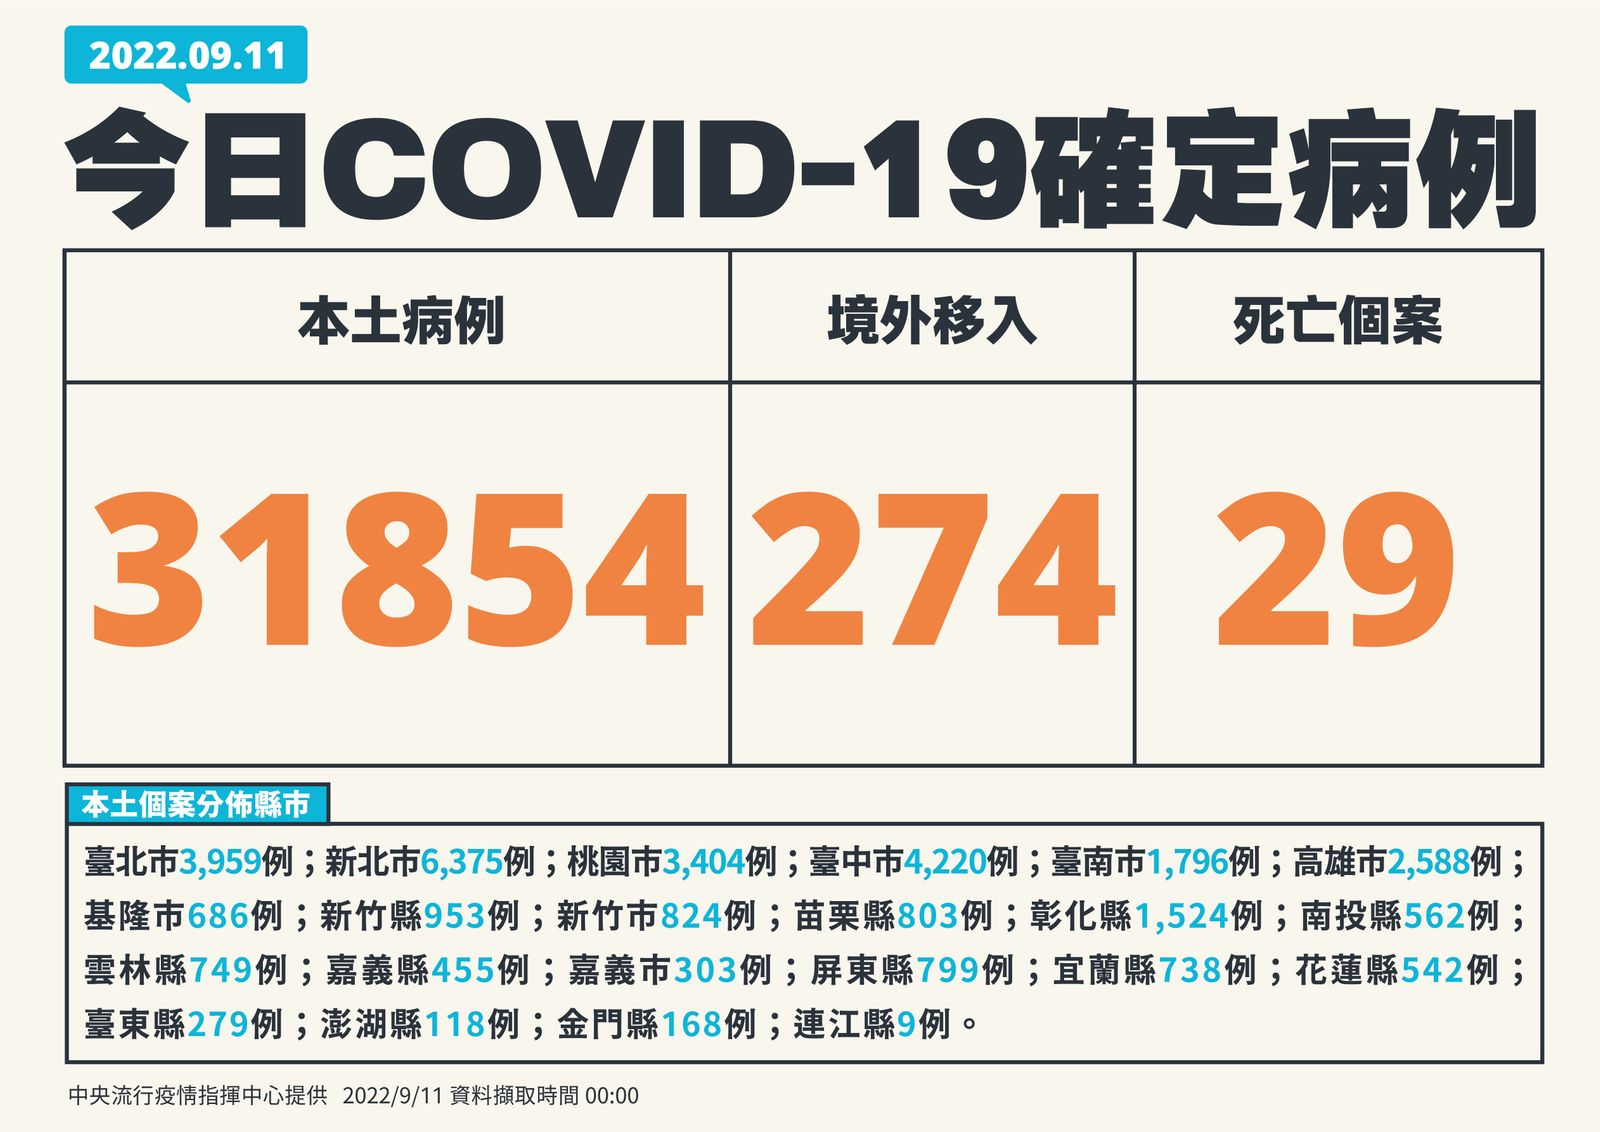 2022.09.11
今日COVID-19確定病例
本土病例 境外移入 死亡個案
31854 274 29
本土個案分佈縣市
臺北市3,959例；新北市6,375例；桃園市3,404例；臺中市4,220例；臺南市1,796例；高雄市2,588例；
基隆市686例；新竹縣953例；新竹市824例；苗栗縣803例；彰化縣1,524例；南投縣562例；
雲林縣749例；嘉義縣455例；嘉義市303例；屏東縣799例；宜蘭縣738例；花蓮縣542例；
臺東縣279例；澎湖縣118例；金門縣168例；連江縣9例。
中央流行疫情指揮中心提供 2022/9/11 資料擷取時間 00:00